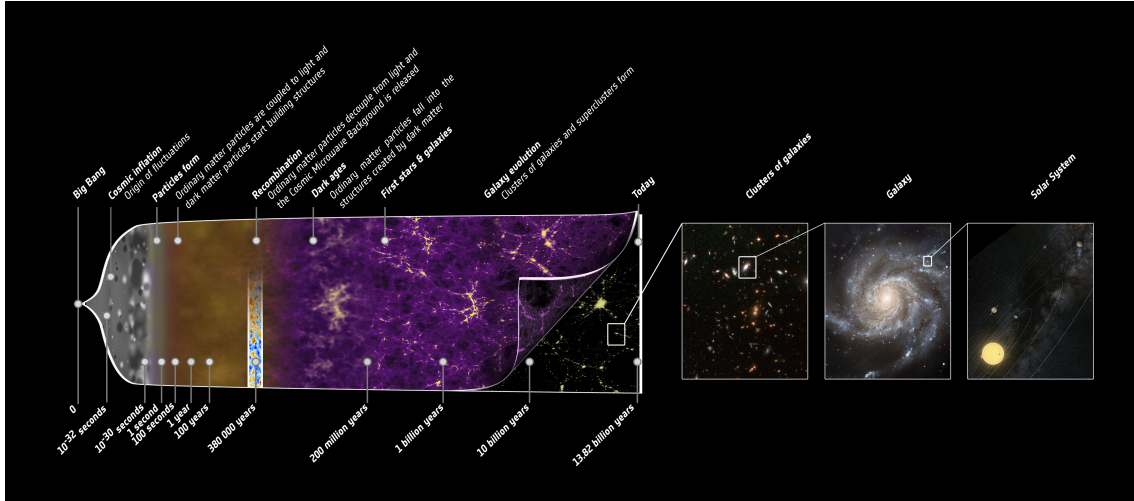 Big Bang
Cosmic inflation
Origin of fluctuations
Particles form
Ordinary matter particles are coupled to light and
dark matter particles start building structures
Recombination
Ordinary matter particles decouple from light and
the Cosmic Microwave Background is released
Dark ages
Ordinary matter particles fall into the
structures created by dark matter
First stars & galaxies
Galaxy evolution
Clusters of galaxies and superclusters form
Today
Clusters of galaxies
Galaxy
Solar System
0
10⁻³² seconds
10⁻³⁰ seconds
1 second
100 seconds
1 year
100 years
380 000 years
200 million years
1 billion years
10 billion years
13.82 billion years